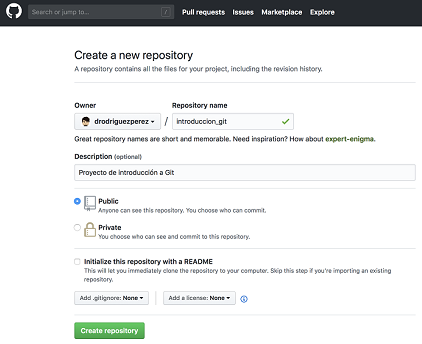 Search or jump to... /
Pull requests Issues Marketplace Explore
Create a new repository
A repository contains all the files for your project, including the revision history.
Owner Repository name
drodriguezperez / introduccion_git
Great repository names are short and memorable. Need inspiration? How about expert-enigma.
Description (optional)
Proyecto de introducción a Git
Public
Anyone can see this repository. You choose who can commit.
Private
You choose who can see and commit to this repository.
Initialize this repository with a README
This will let you immediately clone the repository to your computer. Skip this step if you're importing an existing
repository.
Add .gitignore: None Add a license: None
Create repository